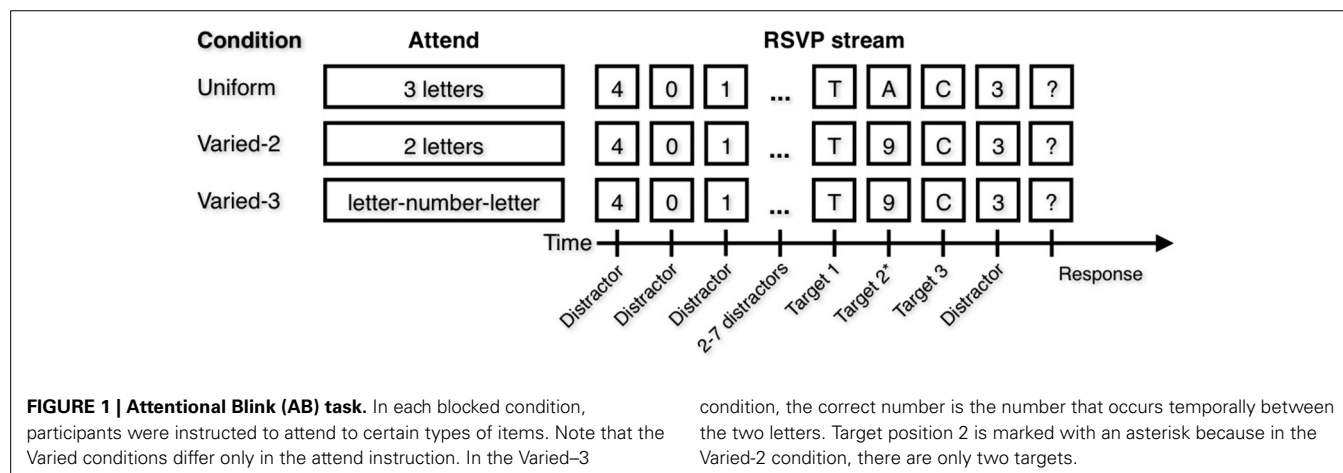 Condition Attend RSVP stream
Uniform 3 letters 4 0 1 ... T A C 3 ?
Varied-2 2 letters 4 0 1 ... T 9 C 3 ?
Varied-3 letter-number-letter 4 0 1 ... T 9 C 3 ?
Time
Distractor
Distractor
Distractor
2-7 distractors
Target 1
Target 2*
Target 3
Distractor
Response
FIGURE 1 | Attentional Blink (AB) task. In each blocked condition,
participants were instructed to attend to certain types of items. Note that the
Varied conditions differ only in the attend instruction. In the Varied–3
condition, the correct number is the number that occurs temporally between
the two letters. Target position 2 is marked with an asterisk because in the
Varied-2 condition, there are only two targets.